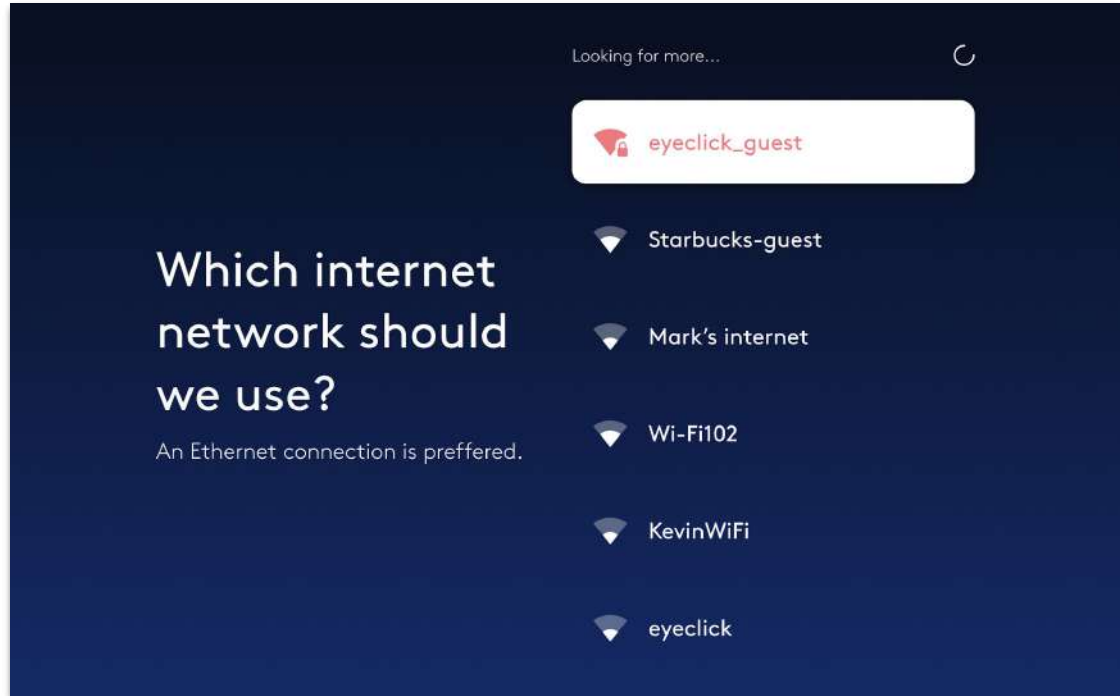 Looking for more...
eyeclick_guest
Starbucks-guest
Which internet
network should
we use?
An Ethernet connection is preffered.
Mark's internet
Wi-Fi102
KevinWiFi
eyeclick